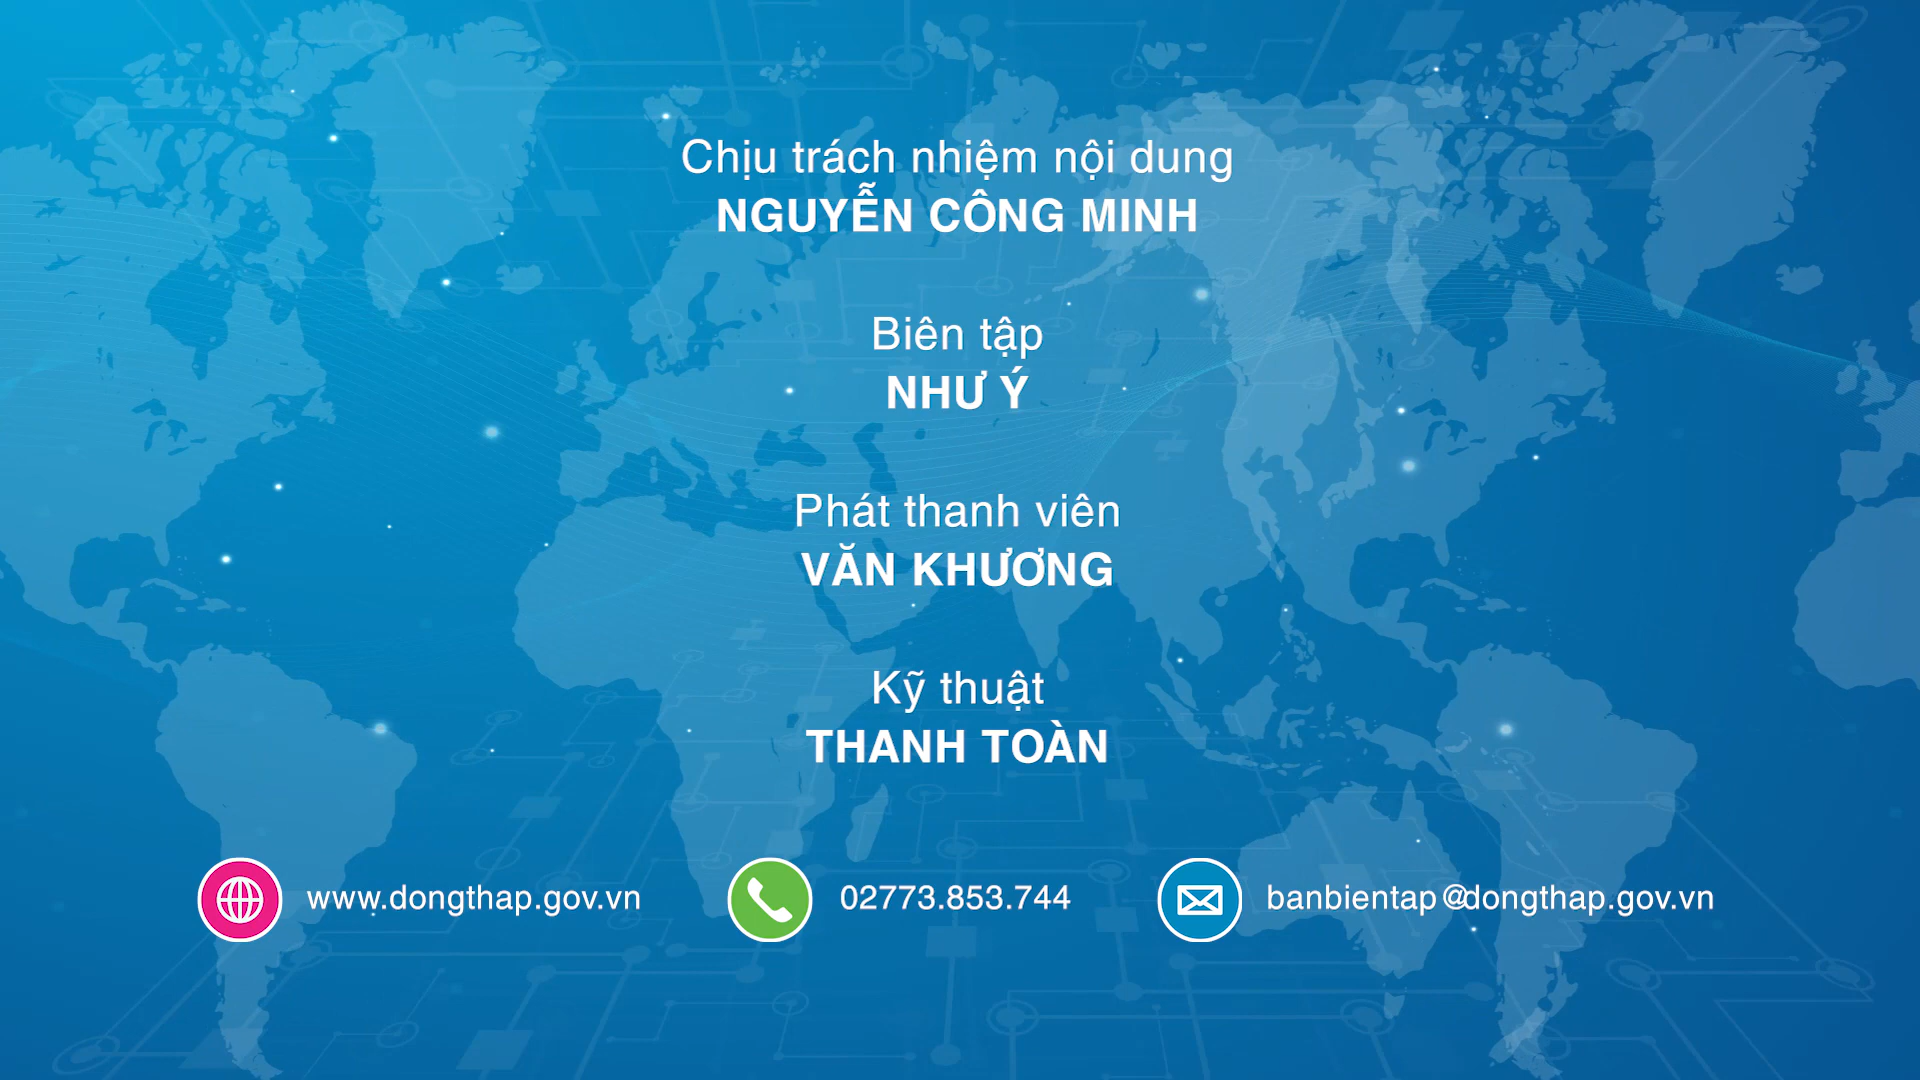 Chịu trách nhiệm nội dung
NGUYỄN CÔNG MINH
Biên tập
NHƯ Ý
Phát thanh viên
VĂN KHƯƠNG
Kỹ thuật
THANH TOÀN
www.dongthap.gov.vn
02773.853.744
banbientap@dongthap.gov.vn